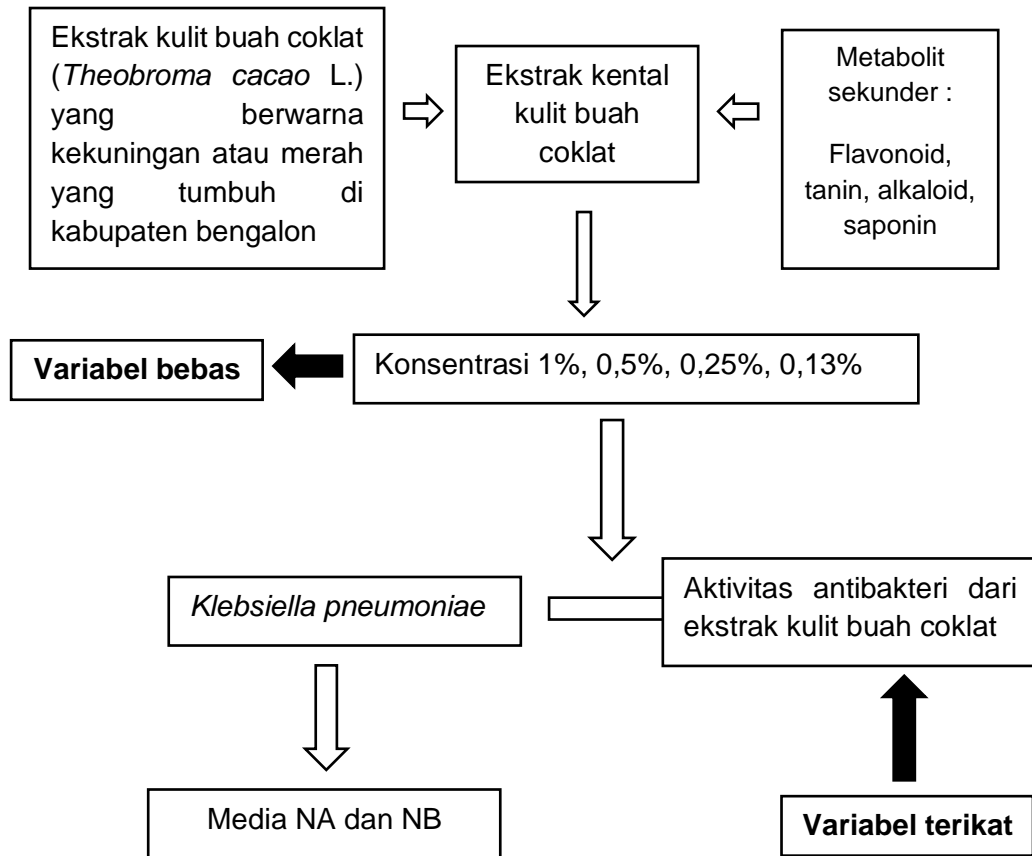 Ekstrak kulit buah coklat
(Theobroma cacao L.)
yang berwarna
kekuningan atau merah
yang tumbuh di
kabupaten bengalon
Ekstrak kental
kulit buah
coklat
Metabolit
sekunder :
Flavonoid,
tanin, alkaloid,
saponin
Variabel bebas
Konsentrasi 1%, 0,5%, 0,25%, 0,13%
Klebsiella pneumoniae
Aktivitas antibakteri dari
ekstrak kulit buah coklat
Media NA dan NB
Variabel terikat